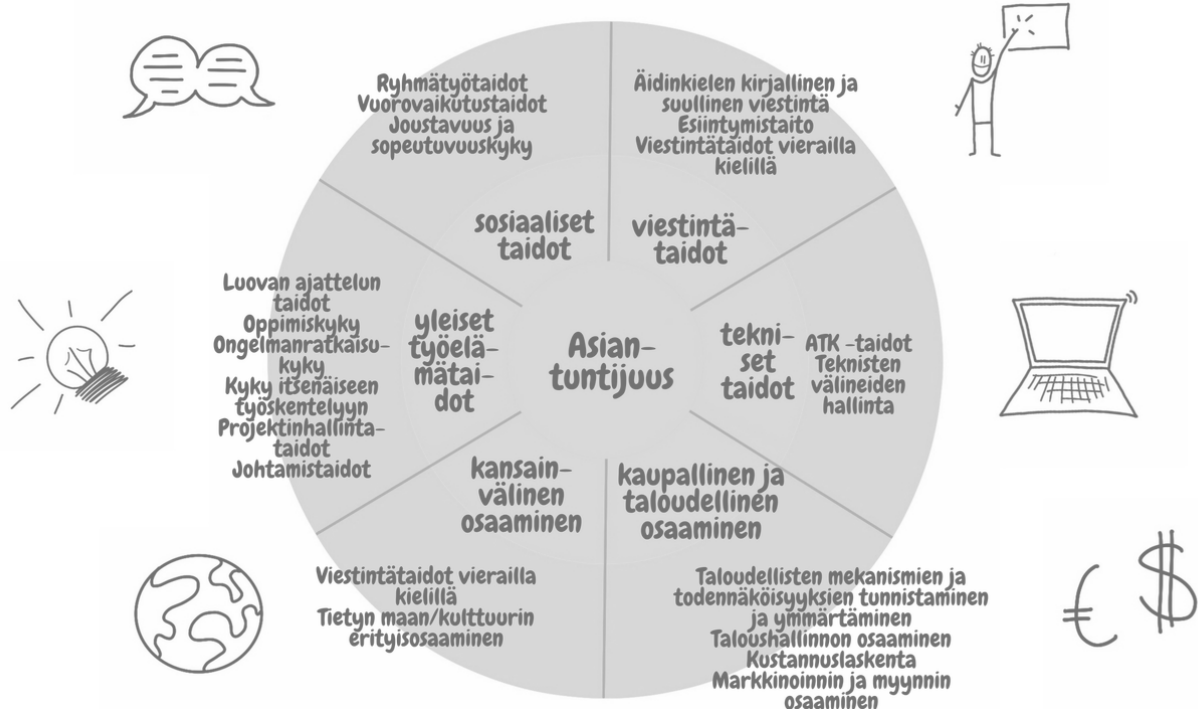 Ryhmätyötaidot
Vuorovaikutustaidot
Joustavuus ja
sopeutuvuuskyky
Äidinkielen kirjallinen ja
suullinen viestintä
Esiintymistaito
Viestintätaidot vierailla
kielillä
sosiaaliset
taidot
viestintä-
taidot
Luovan ajattelun
taidot
Oppimiskyky
Ongelmanratkaisu-
kyky
Kyky itsenäiseen
työskentelyyn
Projektinhallinta-
taidot
Johtamistaidot
yleiset
työelä-
mätai-
dot
Asian-
tuntijuus
tekni-
set
taidot
ATK -taidot
Teknisten
välineiden
hallinta
kansain-
välinen
osaaminen
kaupallinen ja
taloudellinen
osaaminen
Viestintätaidot vierailla
kielillä
Tietyn maan/kulttuurin
erityisosaaminen
Taloudellisten mekanismien ja
todennäköisyyksien tunnistaminen
ja ymmärtäminen
Taloushallinnon osaaminen
Kustannuslaskenta
Markkinoinnin ja myynnin
osaaminen
€ $